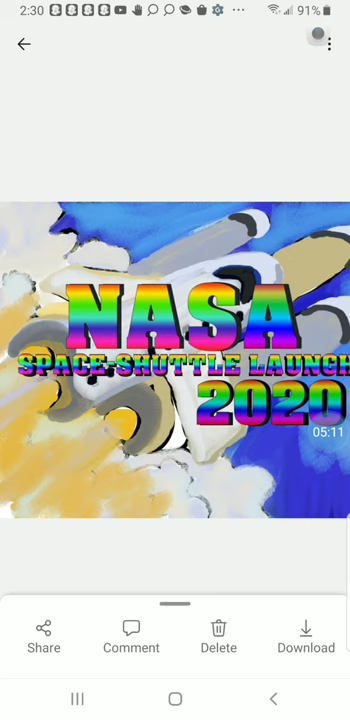 2:30
91%
NASA
SPACE-SHUTTLE LAUNCH
2020
05:11
Share Comment Delete Download